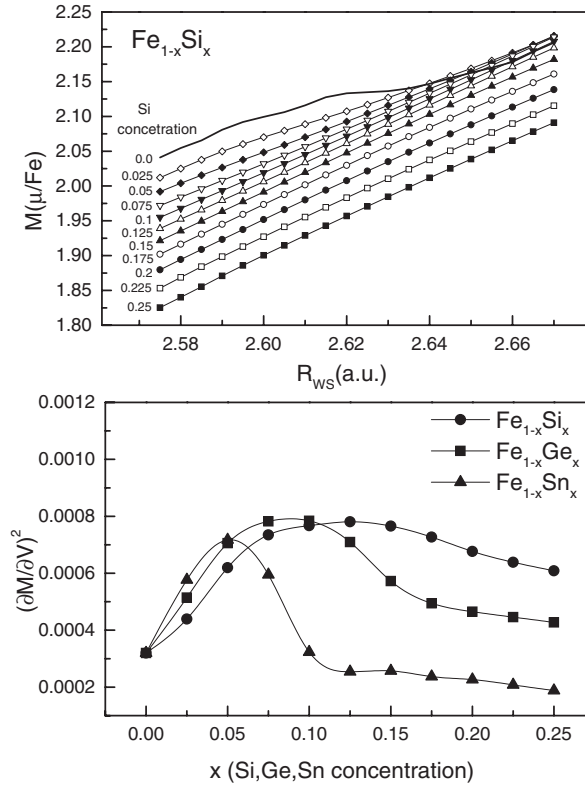 Fe1-xSix
Si
concetration
0.0
0.025
0.05
0.075
0.1
0.125
0.15
0.175
0.2
0.225
0.25
2.25
2.20
2.15
2.10
2.05
2.00
1.95
1.90
1.85
1.80
M(μ/Fe)
2.58 2.60 2.62 2.64 2.66
RWS(a.u.)
0.0012
0.0010
0.0008
0.0006
0.0004
0.0002
(∂M/∂V)²
Fe1-xSix
Fe1-xGex
Fe1-xSnx
0.00 0.05 0.10 0.15 0.20 0.25
x (Si,Ge,Sn concentration)